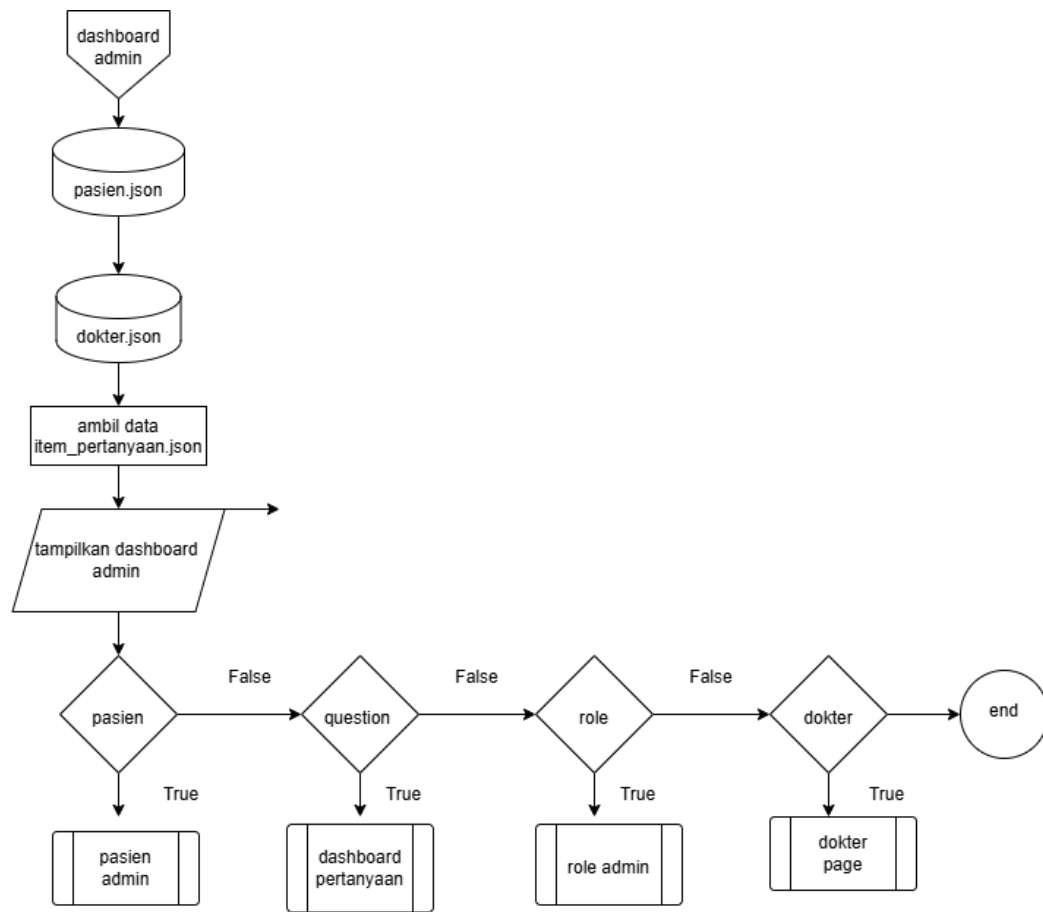 dashboard
admin
pasien.json
dokter.json
ambil data
item_pertanyaan.json
tampilkan dashboard
admin
False
False
False
pasien
question
role
dokter
end
True
True
True
True
pasien
admin
dashboard
pertanyaan
role admin
dokter
page